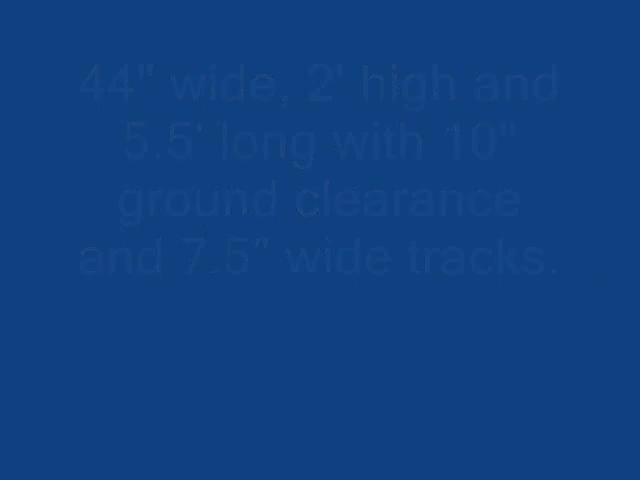 44" wide, 2' high and
5.5' long with 10"
ground clearance
and 7.5" wide tracks.